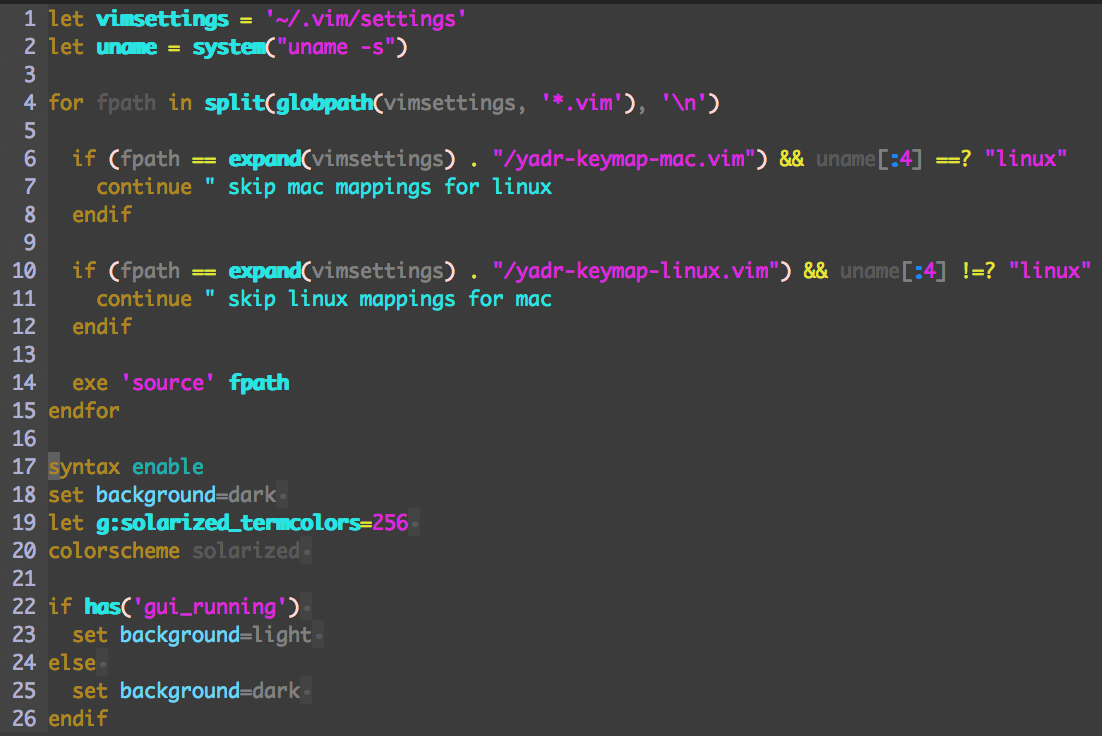 1 let vimsettings = '~/.vim/settings'
2 let uname = system("uname -s")
3
4 for fpath in split(globpath(vimsettings, '*.vim'), '\n')
5
6   if (fpath == expand(vimsettings) . "/yadr-keymap-mac.vim") && uname[:4] ==? "linux"
7     continue " skip mac mappings for linux
8   endif
9
10   if (fpath == expand(vimsettings) . "/yadr-keymap-linux.vim") && uname[:4] !=? "linux"
11     continue " skip linux mappings for mac
12   endif
13
14   exe 'source' fpath
15 endfor
16
17 syntax enable
18 set background=dark
19 let g:solarized_termcolors=256
20 colorscheme solarized
21
22 if has('gui_running')
23   set background=light
24 else
25   set background=dark
26 endif